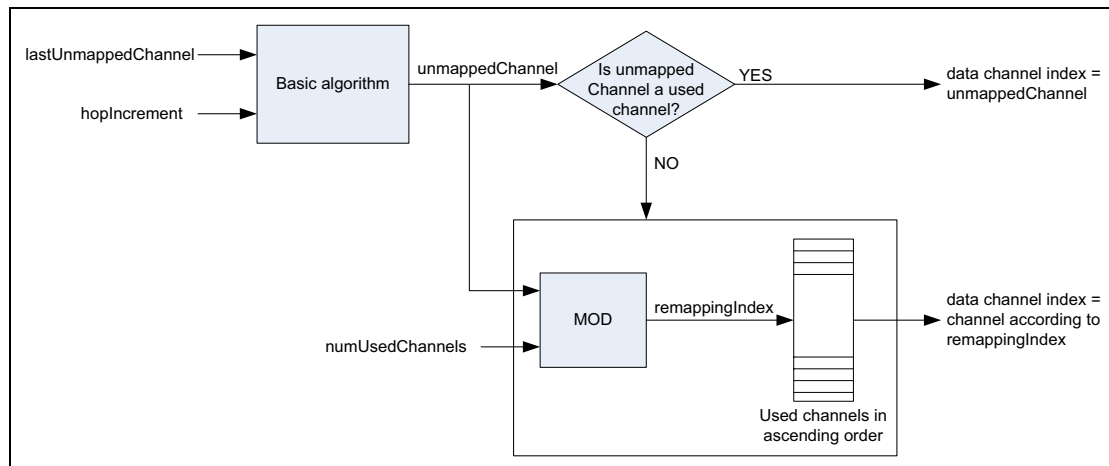 lastUnmappedChannel
hopIncrement
Basic algorithm
unmappedChannel
Is unmapped
Channel a used
channel?
YES
data channel index =
unmappedChannel
NO
numUsedChannels
MOD
remappingIndex
Used channels in
ascending order
data channel index =
channel according to
remappingIndex